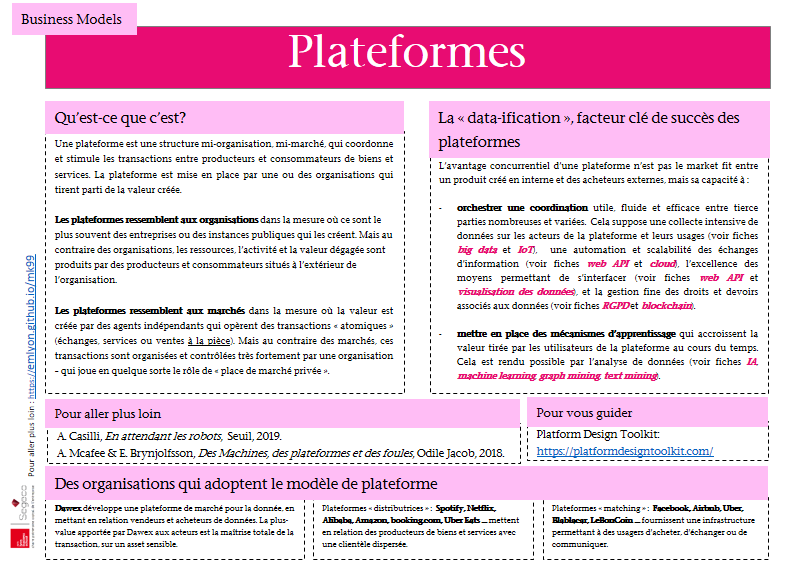 Business Models
Plateformes
Qu'est-ce que c'est?
Une plateforme est une structure mi-organisation, mi-marché, qui coordonne
et stimule les transactions entre producteurs et consommateurs de biens et
services. La plateforme est mise en place par une ou des organisations qui
tirent parti de la valeur créée.
Les plateformes ressemblent aux organisations dans la mesure où ce sont le
plus souvent des entreprises ou des instances publiques qui les créent. Mais au
contraire des organisations, les ressources, l'activité et la valeur dégagée sont
produits par des producteurs et consommateurs situés à l'extérieur de
l'organisation.
Les plateformes ressemblent aux marchés dans la mesure où la valeur est
créée par des agents indépendants qui opèrent des transactions « atomiques »
(échanges, services ou ventes à la pièce). Mais au contraire des marchés, ces
transactions sont organisées et contrôlées très fortement par une organisation
– qui joue en quelque sorte le rôle de « place de marché privée ».
La « data-ification », facteur clé de succès des
plateformes
L'avantage concurrentiel d'une plateforme n'est pas le market fit entre
un produit créé en interne et des acheteurs externes, mais sa capacité à :
- orchestrer une coordination utile, fluide et efficace entre tierce
parties nombreuses et variées. Cela suppose une collecte intensive de
données sur les acteurs de la plateforme et leurs usages (voir fiches
big data et IoT), une automation et scalabilité des échanges
d'information (voir fiches web API et cloud), l'excellence des
moyens permettant de s'interfacer (voir fiches web API et
visualisation des données), et la gestion fine des droits et devoirs
associés aux données (voir fiches RGPD et blockchain).
- mettre en place des mécanismes d'apprentissage qui accroissent la
valeur tirée par les utilisateurs de la plateforme au cours du temps.
Cela est rendu possible par l'analyse de données (voir fiches IA,
machine learning, graph mining, text mining).
Pour aller plus loin : https://emlyon.github.io/mk99
Pour aller plus loin
A. Casilli, En attendant les robots, Seuil, 2019.
A. Mcafee & E. Brynjolfsson, Des Machines, des plateformes et des foules, Odile Jacob, 2018.
Pour vous guider
Platform Design Toolkit:
https://platformdesigntoolkit.com/
Segeco
Des organisations qui adoptent le modèle de plateforme
Dawex développe une plateforme de marché pour la donnée, en
mettant en relation vendeurs et acheteurs de données. La plus-
value apportée par Dawex aux acteurs est la maîtrise totale de la
transaction, sur un asset sensible.
Plateformes « distributrices » : Spotify, Netflix,
Alibaba, Amazon, booking.com, Uber Eats ... mettent
en relation des producteurs de biens et services avec
une clientèle dispersée.
Plateformes « matching » : Facebook, Airbnb, Uber,
Blablacar, LeBonCoin ... fournissent une infrastructure
permettant à des usagers d'acheter, d'échanger ou de
communiquer.